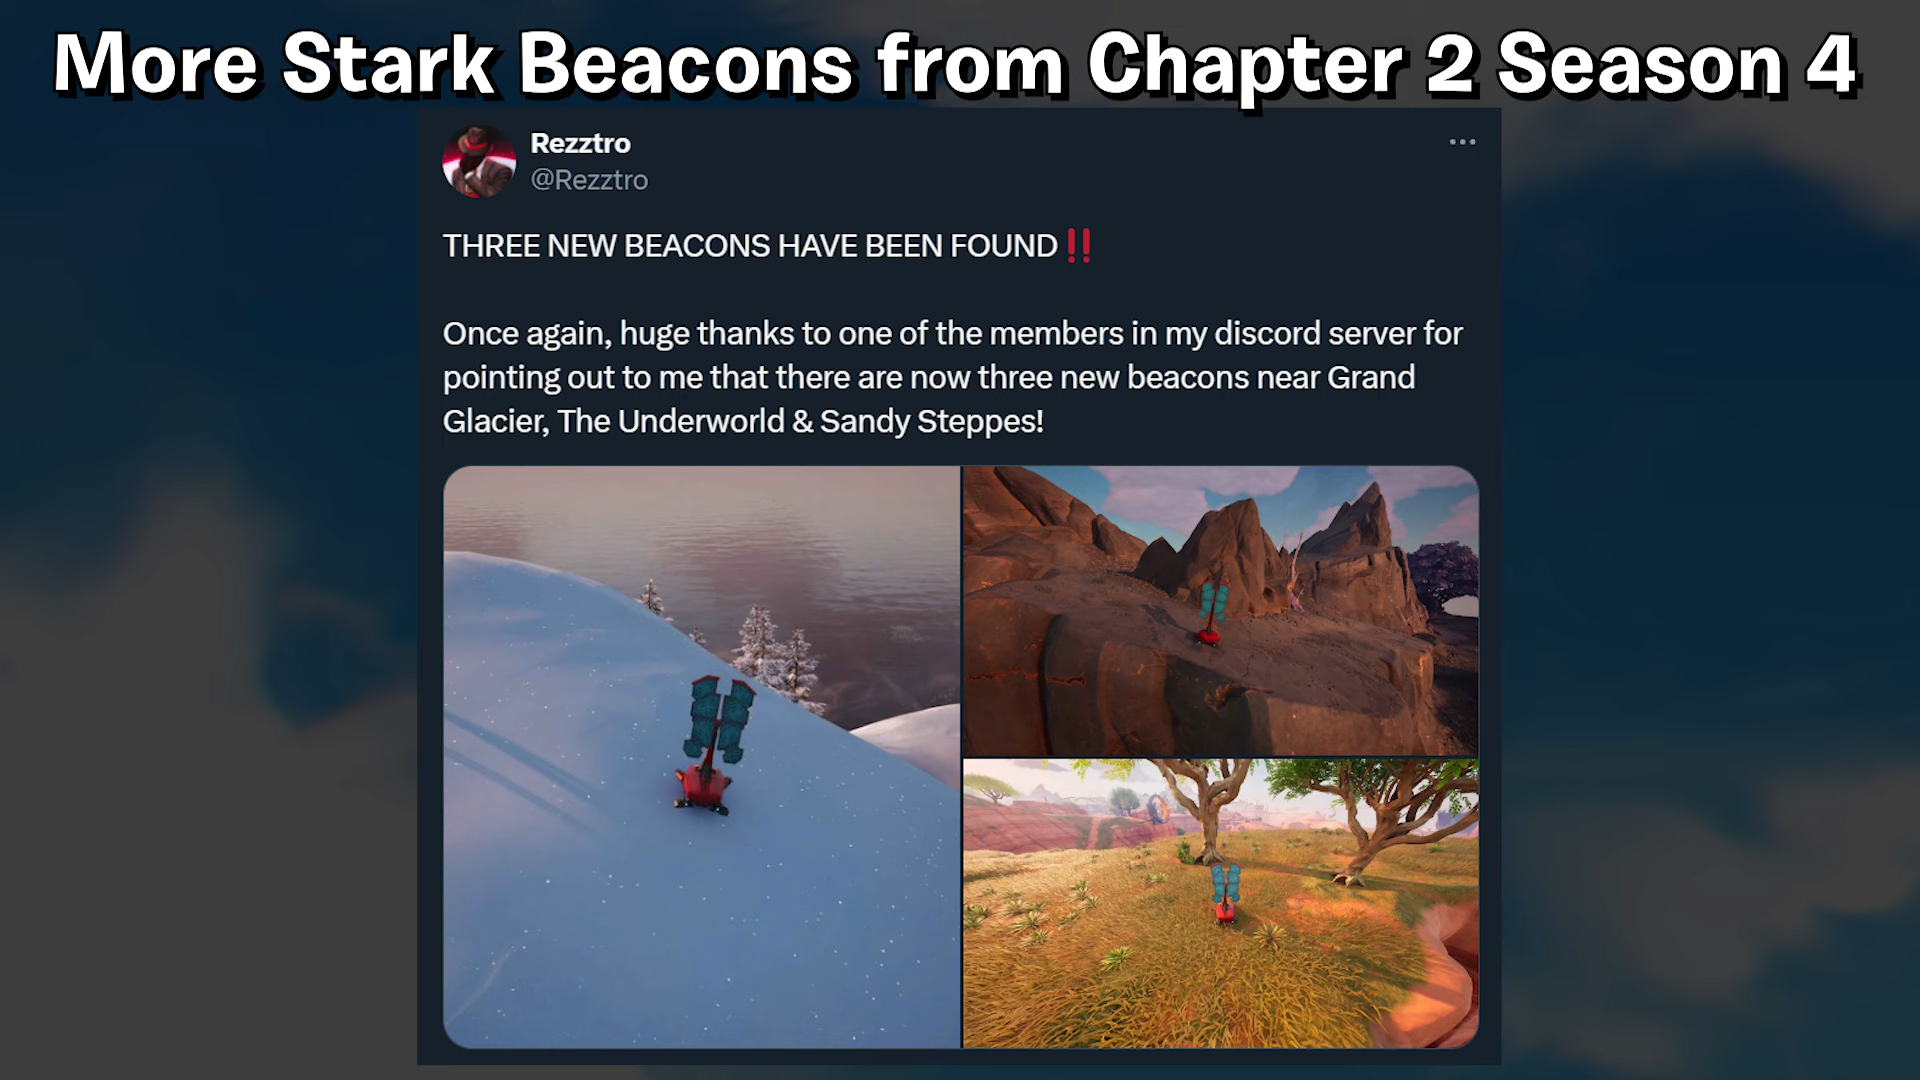 More Stark Beacons from Chapter 2 Season 4
Rezztro
@Rezztro
THREE NEW BEACONS HAVE BEEN FOUND‼️
Once again, huge thanks to one of the members in my discord server for
pointing out to me that there are now three new beacons near Grand
Glacier, The Underworld & Sandy Steppes!